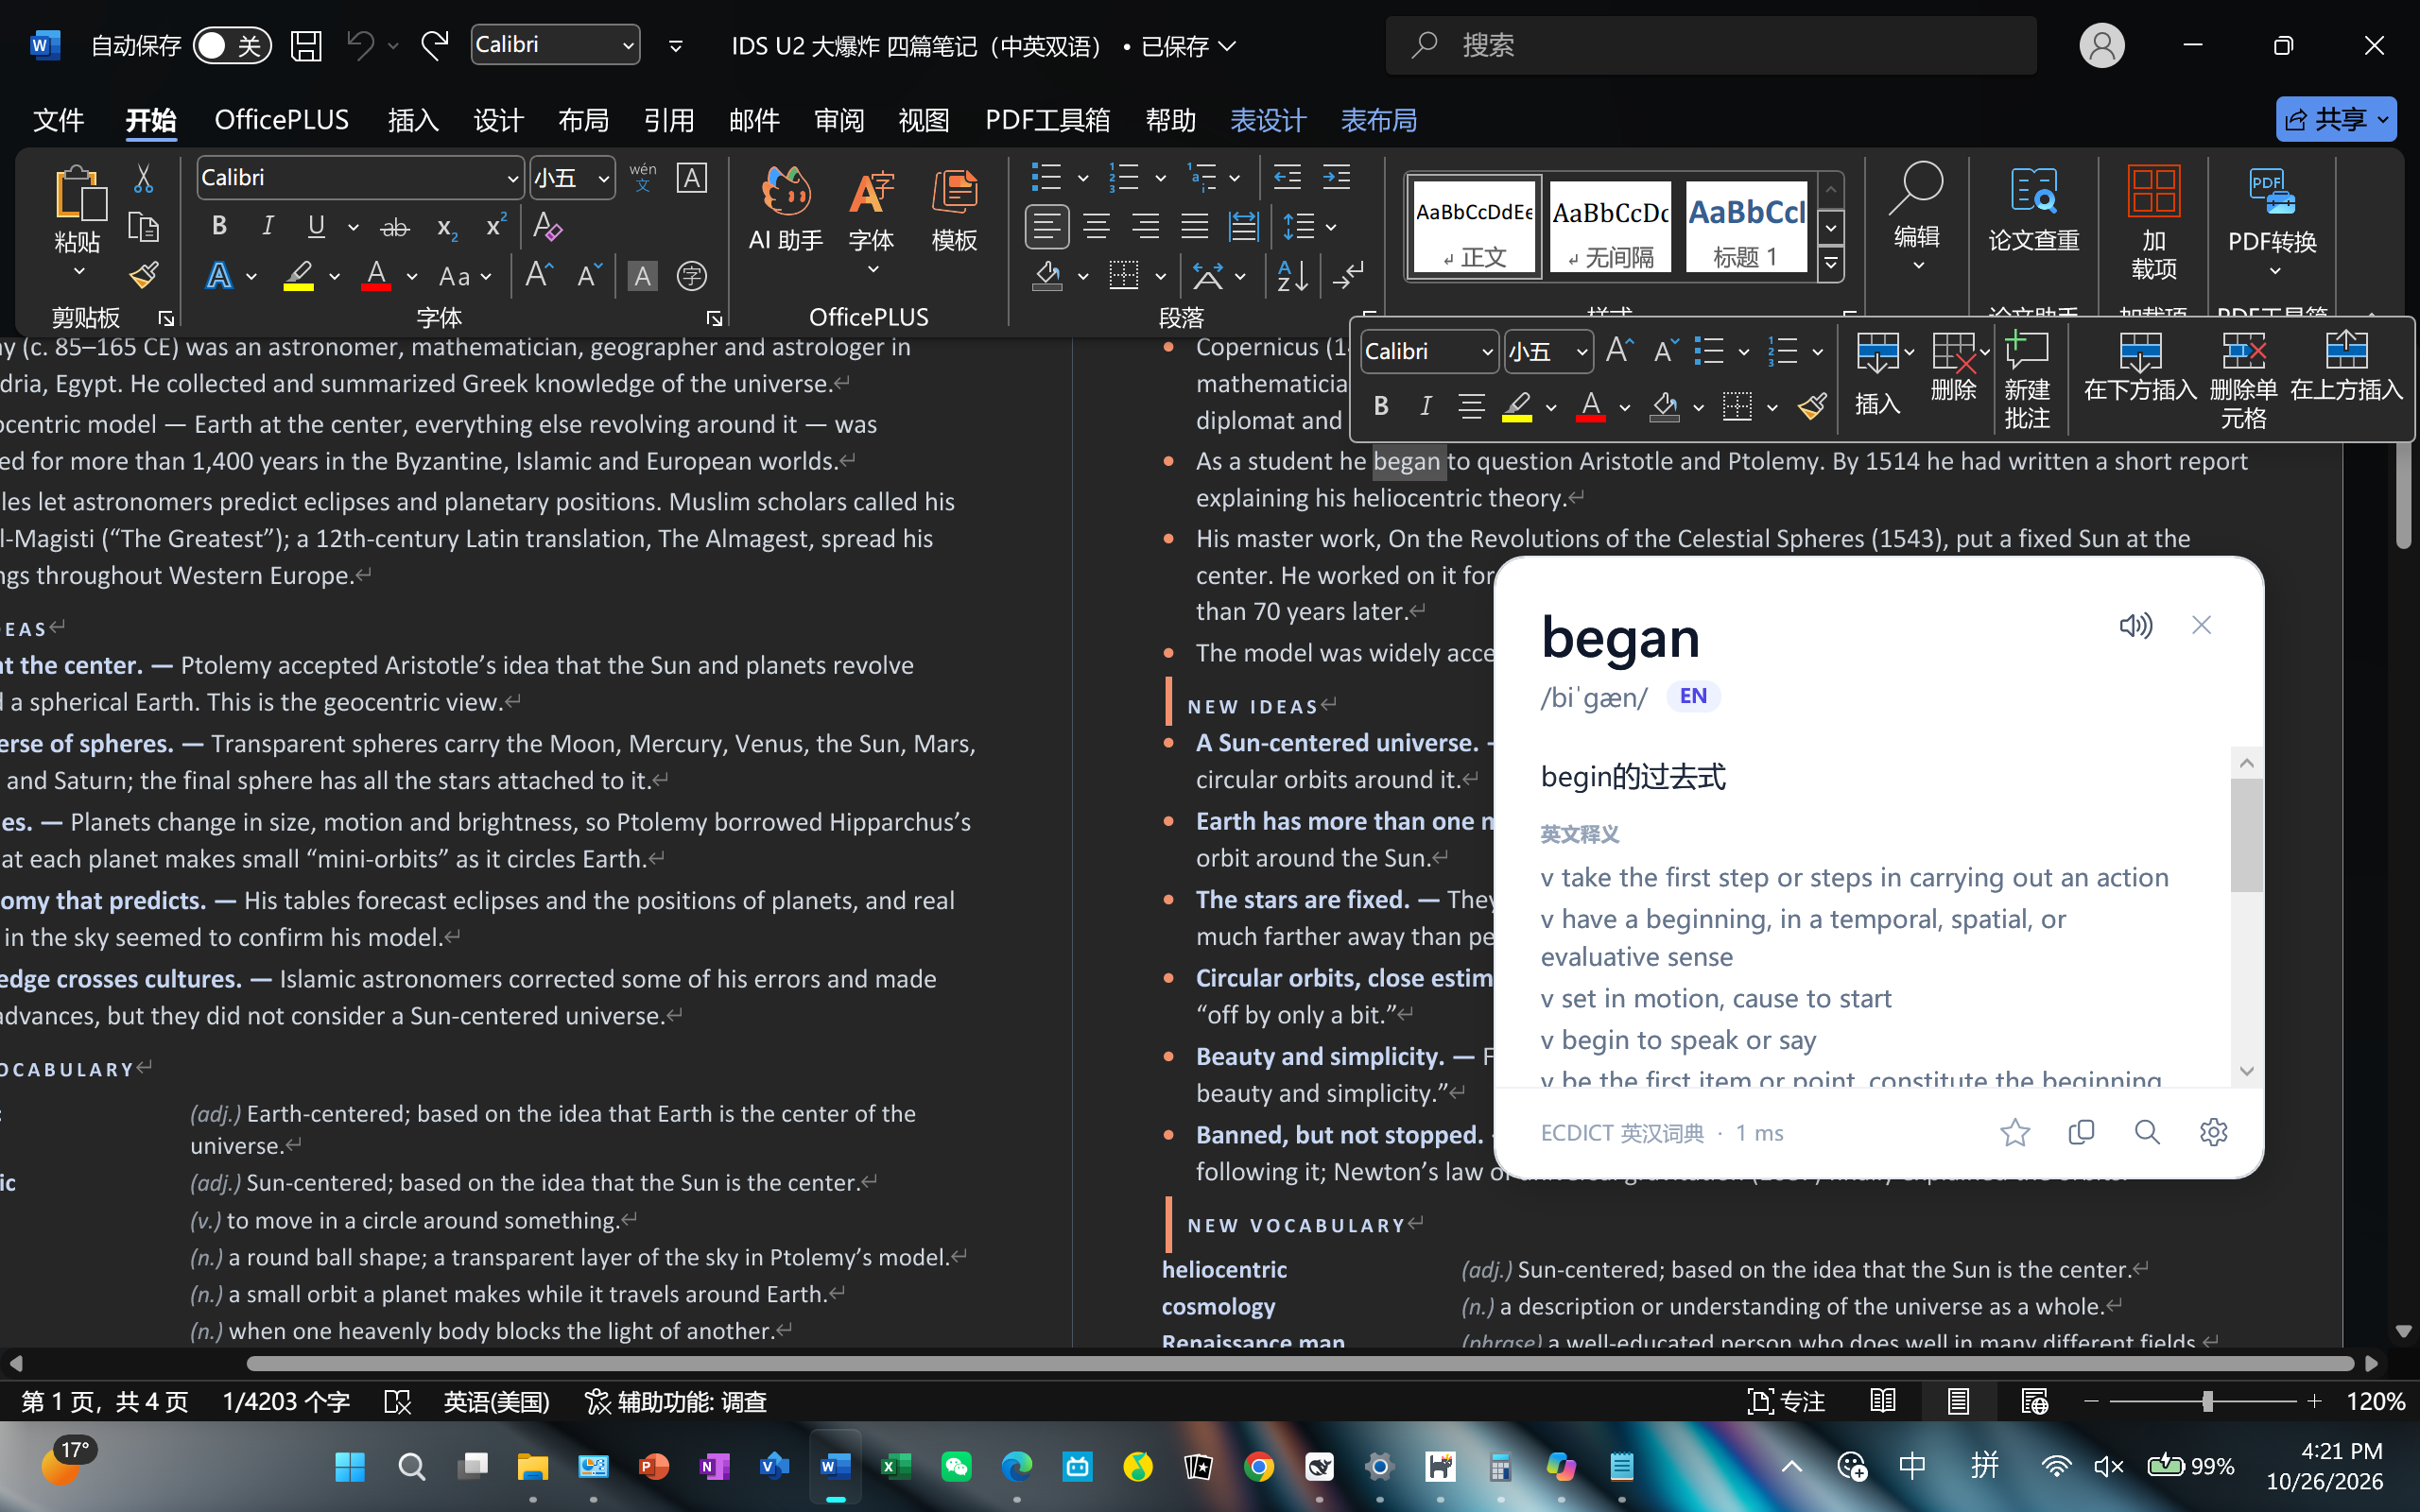 自动保存 关 Calibri IDS U2 大爆炸 四篇笔记（中英双语） • 已保存 搜索
文件 开始 OfficePLUS 插入 设计 布局 引用 邮件 审阅 视图 PDF工具箱 帮助 表设计 表布局 共享
粘贴
剪贴板
Calibri 小五 wén 文 A
B I U ab x₂ x² A
A A Aa A A A 字
字体
AI 助手 字体 模板
OfficePLUS
段落
AaBbCcDdEe AaBbCcDc AaBbCcI
正文 无间隔 标题 1
编辑
论文查重
加
载项
PDF转换
Calibri 小五
B I A
插入 删除
新建
批注
在下方插入
删除单
元格
在上方插入
y (c. 85–165 CE) was an astronomer, mathematician, geographer and astrologer in
dria, Egypt. He collected and summarized Greek knowledge of the universe.
ocentric model — Earth at the center, everything else revolving around it — was
ed for more than 1,400 years in the Byzantine, Islamic and European worlds.
les let astronomers predict eclipses and planetary positions. Muslim scholars called his
l-Magisti (“The Greatest”); a 12th-century Latin translation, The Almagest, spread his
ngs throughout Western Europe.
DEAS
at the center. — Ptolemy accepted Aristotle’s idea that the Sun and planets revolve
d a spherical Earth. This is the geocentric view.
erse of spheres. — Transparent spheres carry the Moon, Mercury, Venus, the Sun, Mars,
and Saturn; the final sphere has all the stars attached to it.
es. — Planets change in size, motion and brightness, so Ptolemy borrowed Hipparchus’s
at each planet makes small “mini-orbits” as it circles Earth.
omy that predicts. — His tables forecast eclipses and the positions of planets, and real
in the sky seemed to confirm his model.
edge crosses cultures. — Islamic astronomers corrected some of his errors and made
advances, but they did not consider a Sun-centered universe.
OCABULARY
(adj.) Earth-centered; based on the idea that Earth is the center of the
universe.
ic (adj.) Sun-centered; based on the idea that the Sun is the center.
(v.) to move in a circle around something.
(n.) a round ball shape; a transparent layer of the sky in Ptolemy’s model.
(n.) a small orbit a planet makes while it travels around Earth.
(n.) when one heavenly body blocks the light of another.
Copernicus (14
mathematicia
diplomat and
As a student he began to question Aristotle and Ptolemy. By 1514 he had written a short report
explaining his heliocentric theory.
His master work, On the Revolutions of the Celestial Spheres (1543), put a fixed Sun at the
center. He worked on it for
than 70 years later.
The model was widely acce
NEW IDEAS
A Sun-centered universe. —
circular orbits around it.
Earth has more than one m
orbit around the Sun.
The stars are fixed. — They
much farther away than pe
Circular orbits, close estim
“off by only a bit.”
Beauty and simplicity. — F
beauty and simplicity.”
Banned, but not stopped.
following it; Newton’s law of
NEW VOCABULARY
heliocentric (adj.) Sun-centered; based on the idea that the Sun is the center.
cosmology (n.) a description or understanding of the universe as a whole.
Renaissance man (phrase) a well-educated person who does well in many different fields.
began
/biˈgæn/ EN
begin的过去式
英文释义
v take the first step or steps in carrying out an action
v have a beginning, in a temporal, spatial, or
evaluative sense
v set in motion, cause to start
v begin to speak or say
v be the first item or point, constitute the beginning
ECDICT 英汉词典 · 1 ms
第 1 页，共 4 页 1/4203 个字 英语(美国) 辅助功能: 调查 专注 120%
17° 中 拼 99%
4:21 PM
10/26/2026